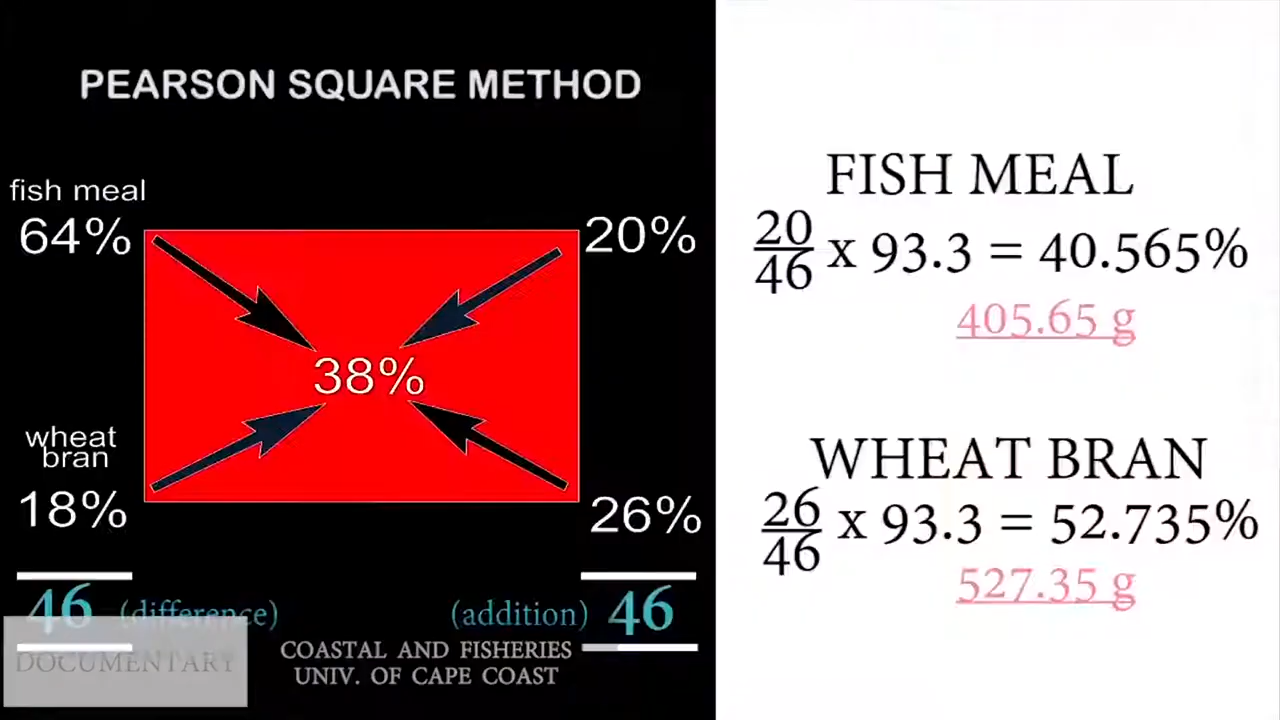 PEARSON SQUARE METHOD
fish meal
64%
20%
38%
wheat
bran
18%
26%
46 (difference)
(addition) 46
DOCUMENTARY
COASTAL AND FISHERIES
UNIV. OF CAPE COAST
FISH MEAL
20/46 x 93.3 = 40.565%
405.65 g
WHEAT BRAN
26/46 x 93.3 = 52.735%
527.35 g